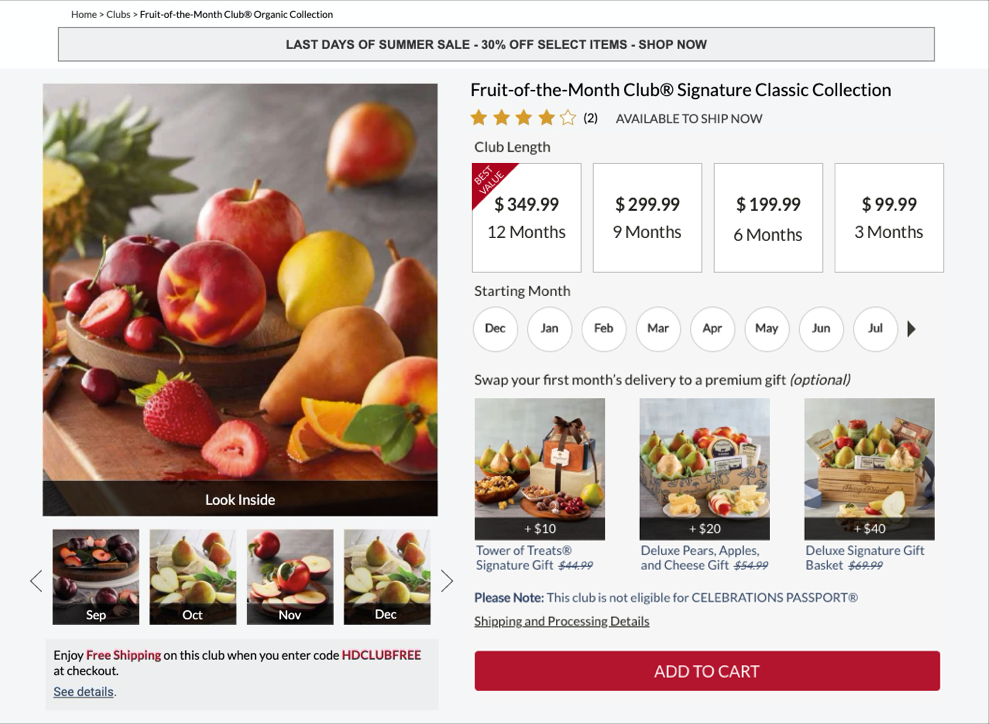 Home > Clubs > Fruit-of-the-Month Club® Organic Collection
LAST DAYS OF SUMMER SALE - 30% OFF SELECT ITEMS - SHOP NOW
Fruit-of-the-Month Club® Signature Classic Collection
(2) AVAILABLE TO SHIP NOW
Club Length
BEST
VALUE
$ 349.99
12 Months
$ 299.99
9 Months
$ 199.99
6 Months
$ 99.99
3 Months
Starting Month
Dec Jan Feb Mar Apr May Jun Jul
Swap your first month's delivery to a premium gift (optional)
+ $10
Tower of Treats®
Signature Gift $44.99
+ $20
Deluxe Pears, Apples,
and Cheese Gift $54.99
+ $40
Deluxe Signature Gift
Basket $69.99
Please Note: This club is not eligible for CELEBRATIONS PASSPORT®
Shipping and Processing Details
ADD TO CART
Look Inside
Sep Oct Nov Dec
Enjoy Free Shipping on this club when you enter code HDCLUBFREE
at checkout.
See details.